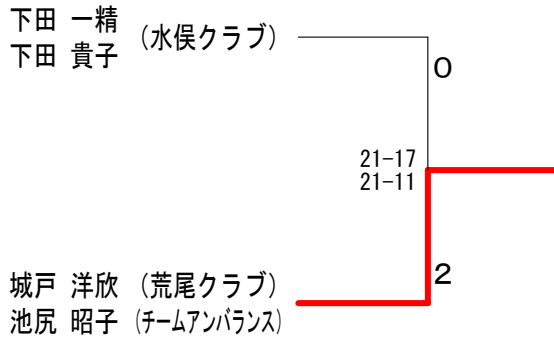 下田 一精 (水俣クラブ)
下田 貴子
0
21-17
21-11
2
城戸 洋欣 (荒尾クラブ)
池尻 昭子 (チームアンバランス)